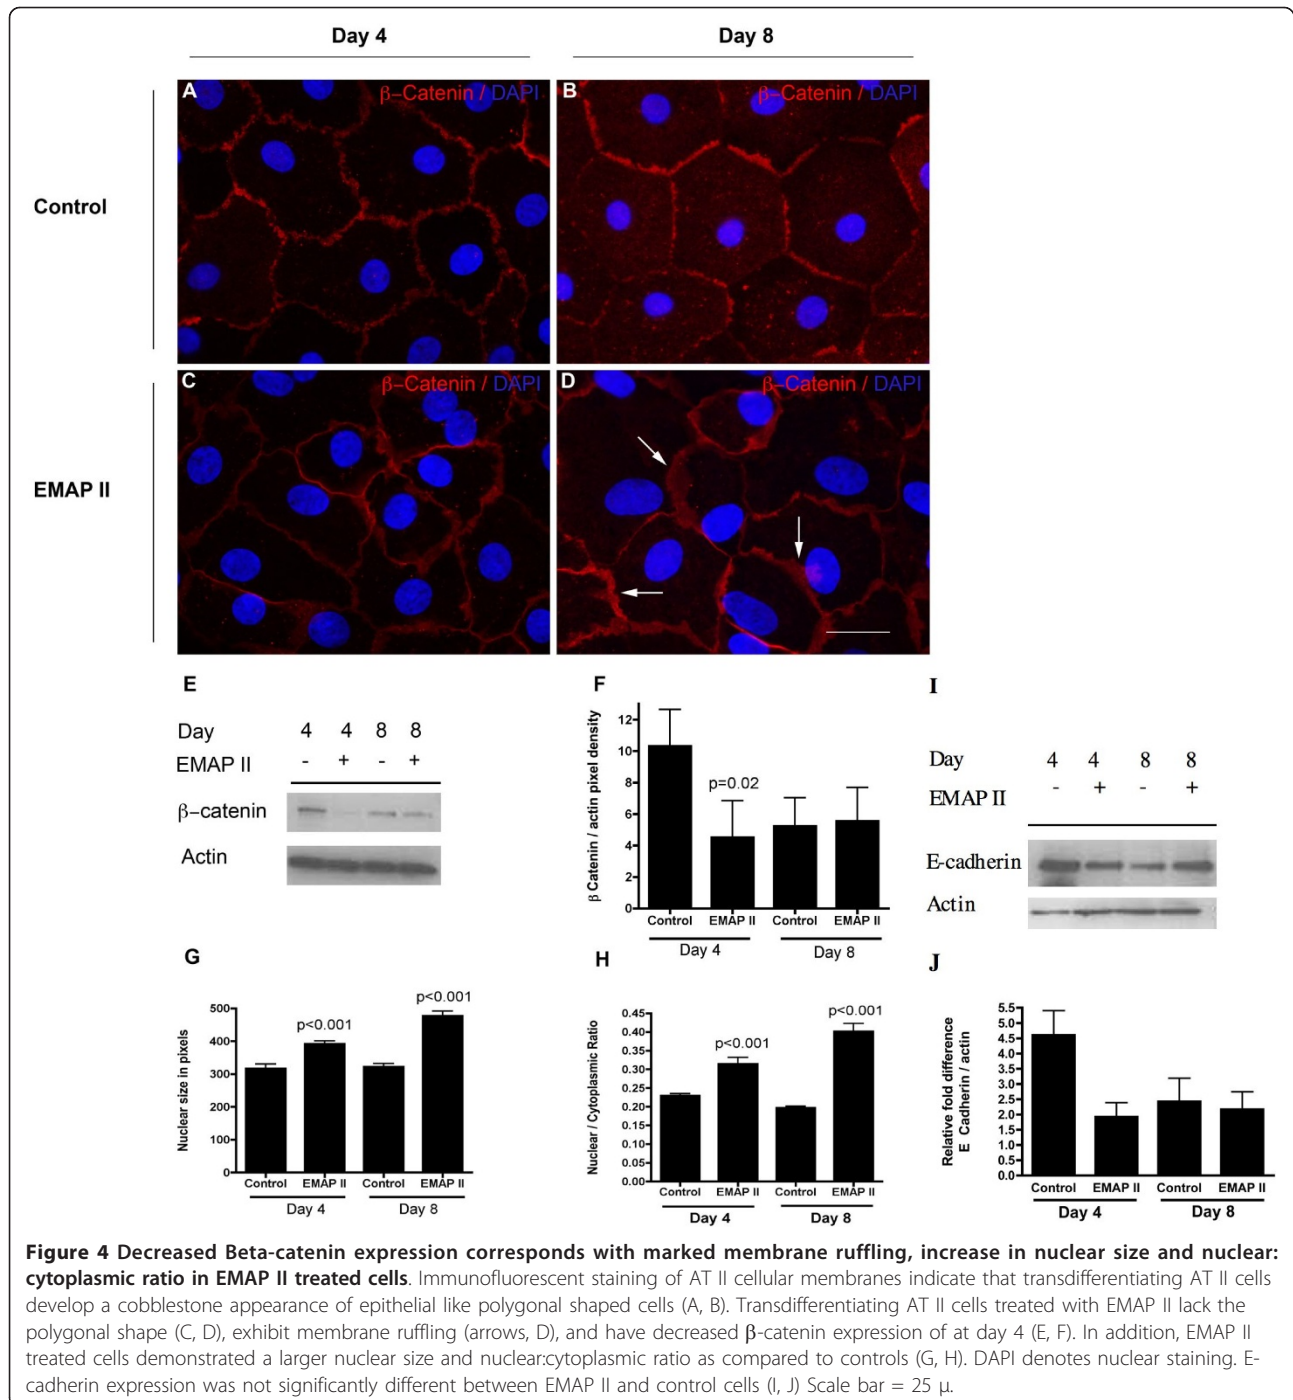 Day 4
Day 8
Control
EMAP II
A
β–Catenin / DAPI
B
β–Catenin / DAPI
C
β–Catenin / DAPI
D
β–Catenin / DAPI
E
Day 4 4 8 8
EMAP II - + - +
β–catenin
Actin
F
β Catenin / actin pixel density
12
10
8
6
4
2
0
p=0.02
Control EMAP II Control EMAP II
Day 4 Day 8
I
Day 4 4 8 8
EMAP II - + - +
E-cadherin
Actin
G
Nuclear size in pixels
500
400
300
200
100
0
p<0.001
p<0.001
Control EMAP II Control EMAP II
Day 4 Day 8
H
Nuclear / Cytoplasmic Ratio
0.45
0.40
0.35
0.30
0.25
0.20
0.15
0.10
0.05
0.00
p<0.001
p<0.001
Control EMAP II Control EMAP II
Day 4 Day 8
J
Relative fold difference
E Cadherin / actin
5.5
5.0
4.5
4.0
3.5
3.0
2.5
2.0
1.5
1.0
0.5
0.0
Control EMAP II Control EMAP II
Day 4 Day 8
Figure 4 Decreased Beta-catenin expression corresponds with marked membrane ruffling, increase in nuclear size and nuclear:
cytoplasmic ratio in EMAP II treated cells. Immunofluorescent staining of AT II cellular membranes indicate that transdifferentiating AT II cells
develop a cobblestone appearance of epithelial like polygonal shaped cells (A, B). Transdifferentiating AT II cells treated with EMAP II lack the
polygonal shape (C, D), exhibit membrane ruffling (arrows, D), and have decreased β-catenin expression of at day 4 (E, F). In addition, EMAP II
treated cells demonstrated a larger nuclear size and nuclear:cytoplasmic ratio as compared to controls (G, H). DAPI denotes nuclear staining. E-
cadherin expression was not significantly different between EMAP II and control cells (I, J) Scale bar = 25 μ.